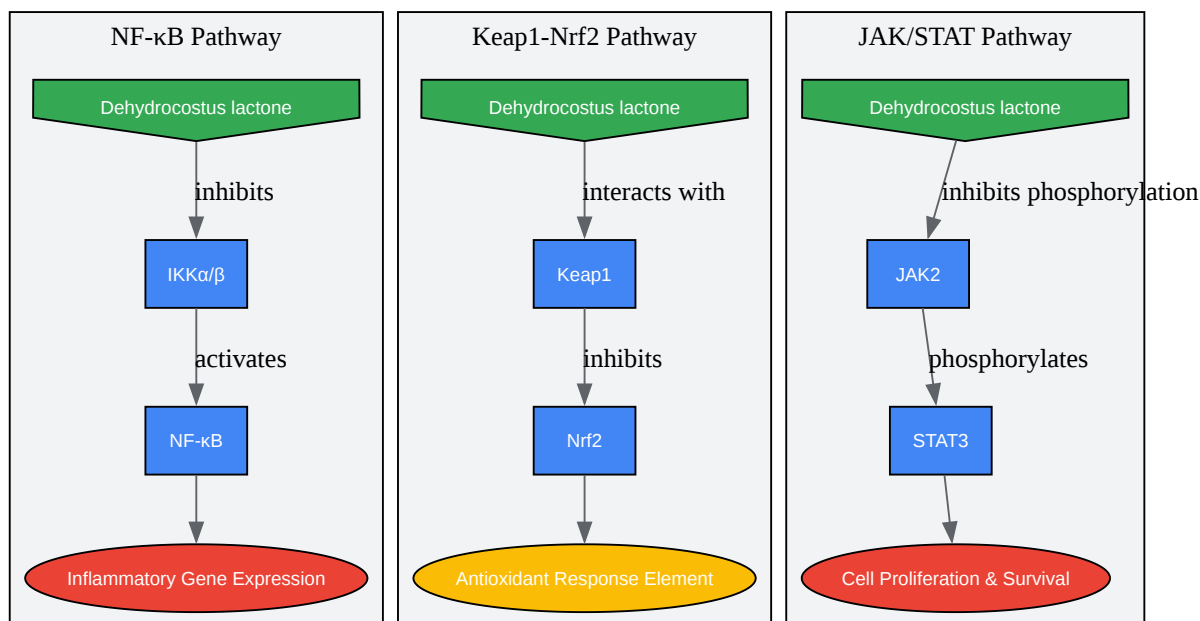 NF-κB Pathway
Dehydrocostus lactone
inhibits
IKKα/β
activates
NF-κB
Inflammatory Gene Expression
Keap1-Nrf2 Pathway
Dehydrocostus lactone
interacts with
Keap1
inhibits
Nrf2
Antioxidant Response Element
JAK/STAT Pathway
Dehydrocostus lactone
inhibits phosphorylation
JAK2
phosphorylates
STAT3
Cell Proliferation & Survival